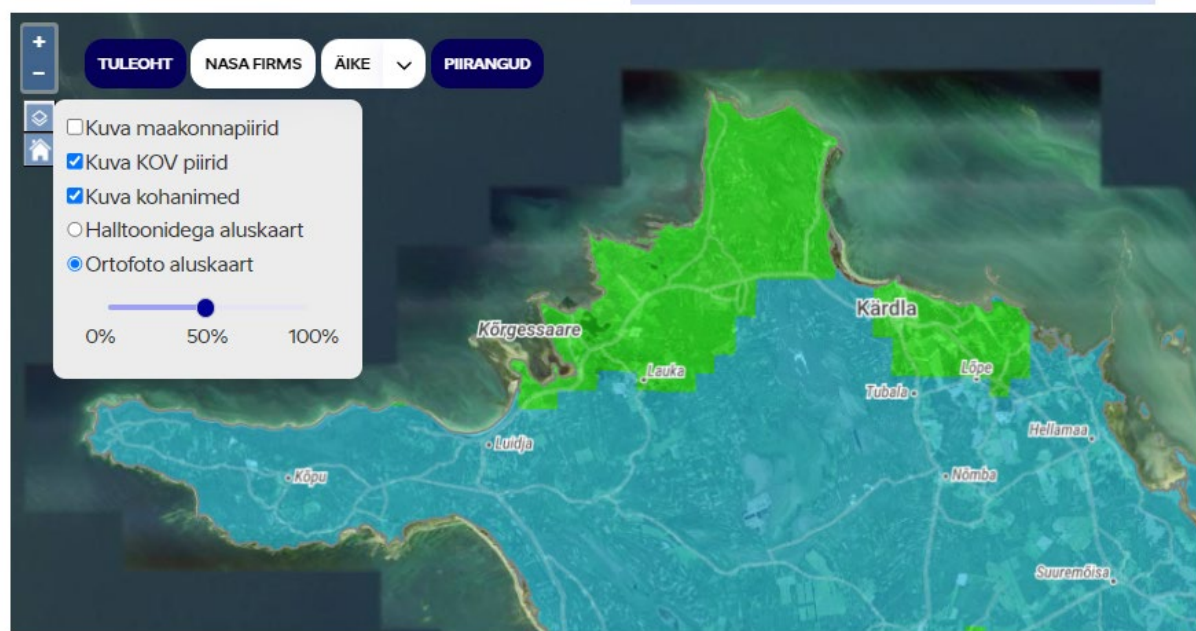 +
TULEOHT NASA FIRMS ÄIKE PIIRANGUD
−
Kuva maakonnapiirid
Kuva KOV piirid
Kuva kohanimed
Halltoonidega aluskaart
Ortofoto aluskaart
0% 50% 100%
Kärdla
Kõrgessaare
Lauka
Lõpe
Tubala
Hellamaa
Luidja
Kõpu
Nõmba
Suuremõisa